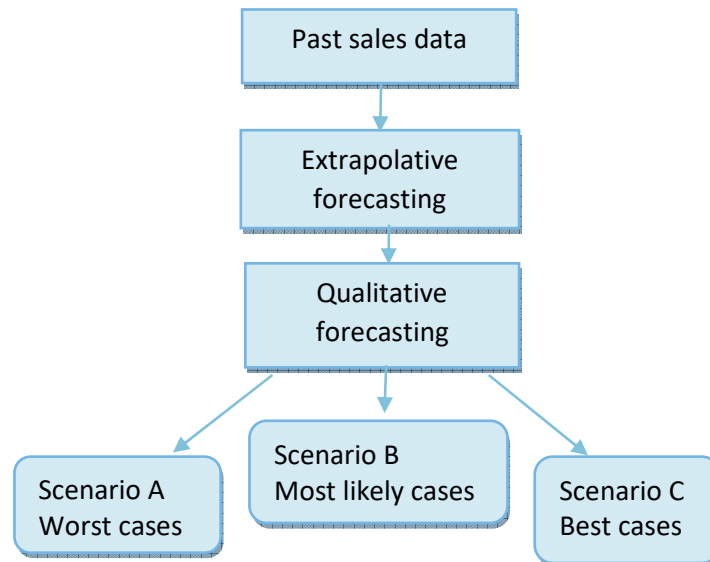 Past sales data
Extrapolative
forecasting
Qualitative
forecasting
Scenario A
Worst cases
Scenario B
Most likely cases
Scenario C
Best cases